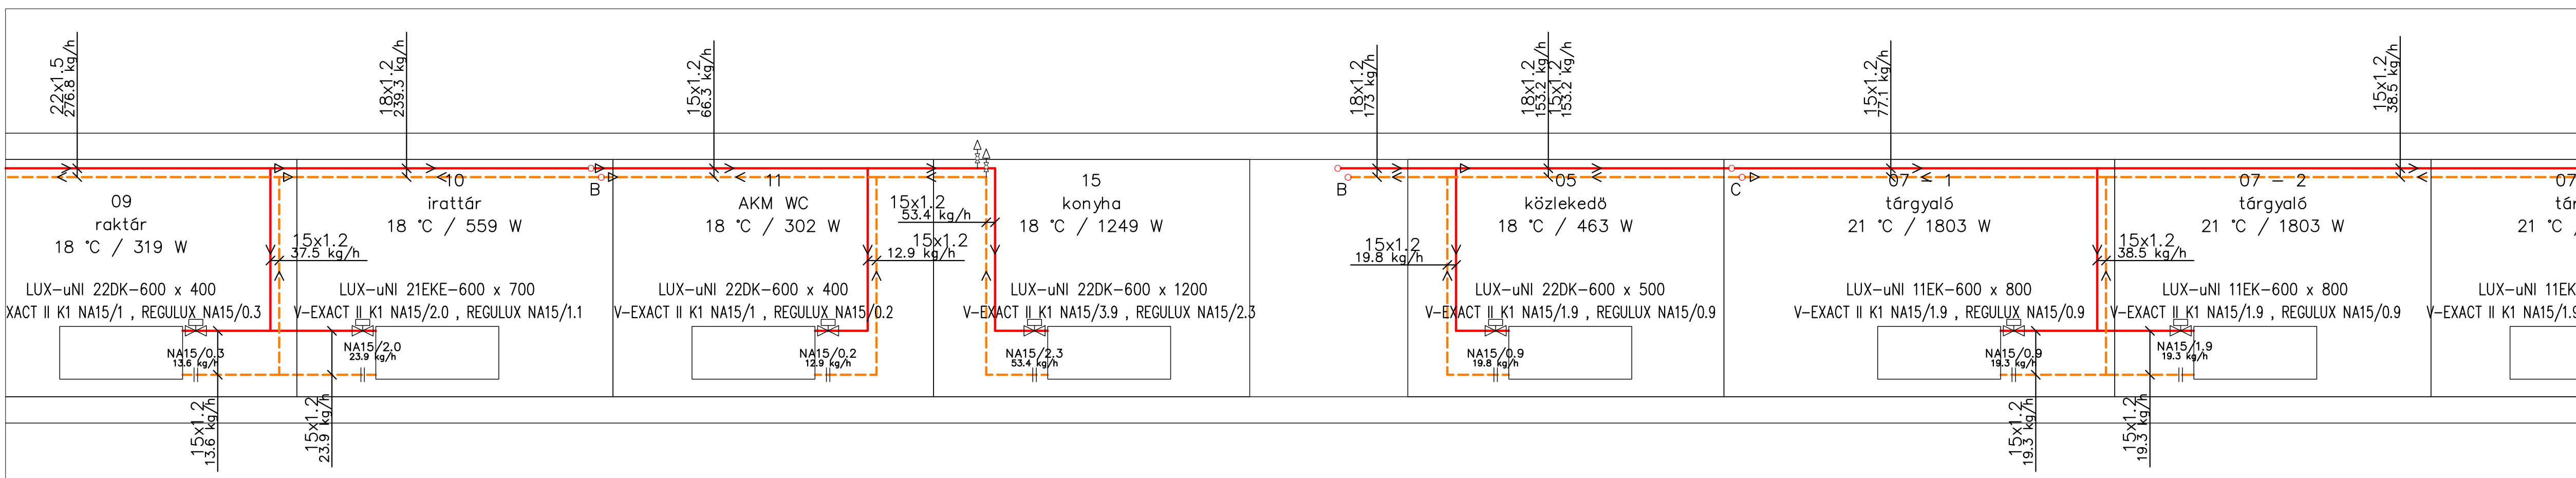 22x1.5
276.8 kg/h
18x1.2
239.3 kg/h
15x1.2
66.3 kg/h
18x1.2
173 kg/h
18x1.2
153.2 kg/h
15x1.2
153.2 kg/h
15x1.2
77.1 kg/h
15x1.2
38.5 kg/h
09
raktár
18 °C / 319 W
15x1.2
37.5 kg/h
LUX-uNI 22DK-600 x 400
XACT II K1 NA15/1 , REGULUX NA15/0.3
NA15/0.3
13.6 kg/h
15x1.2
13.6 kg/h
10
irattár
18 °C / 559 W
LUX-uNI 21EKE-600 x 700
V-EXACT II K1 NA15/2.0 , REGULUX NA15/1.1
NA15/2.0
23.9 kg/h
15x1.2
23.9 kg/h
B
11
AKM WC
18 °C / 302 W
15x1.2
53.4 kg/h
15x1.2
12.9 kg/h
LUX-uNI 22DK-600 x 400
V-EXACT II K1 NA15/1 , REGULUX NA15/0.2
NA15/0.2
12.9 kg/h
15
konyha
18 °C / 1249 W
LUX-uNI 22DK-600 x 1200
V-EXACT II K1 NA15/3.9 , REGULUX NA15/2.3
NA15/2.3
53.4 kg/h
B
15x1.2
19.8 kg/h
05
közlekedő
18 °C / 463 W
LUX-uNI 22DK-600 x 500
V-EXACT II K1 NA15/1.9 , REGULUX NA15/0.9
NA15/0.9
19.8 kg/h
C
07 - 1
tárgyaló
21 °C / 1803 W
LUX-uNI 11EK-600 x 800
V-EXACT II K1 NA15/1.9 , REGULUX NA15/0.9
NA15/0.9
19.3 kg/h
15x1.2
19.3 kg/h
15x1.2
38.5 kg/h
07 - 2
tárgyaló
21 °C / 1803 W
LUX-uNI 11EK-600 x 800
V-EXACT II K1 NA15/1.9 , REGULUX NA15/0.9
NA15/1.9
19.3 kg/h
15x1.2
19.3 kg/h
07
tár
21 °C
LUX-uNI 11EK
V-EXACT II K1 NA15/1.9